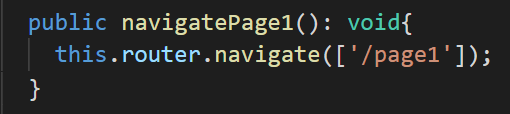 public navigatePage1(): void{
  this.router.navigate(['/page1']);
}